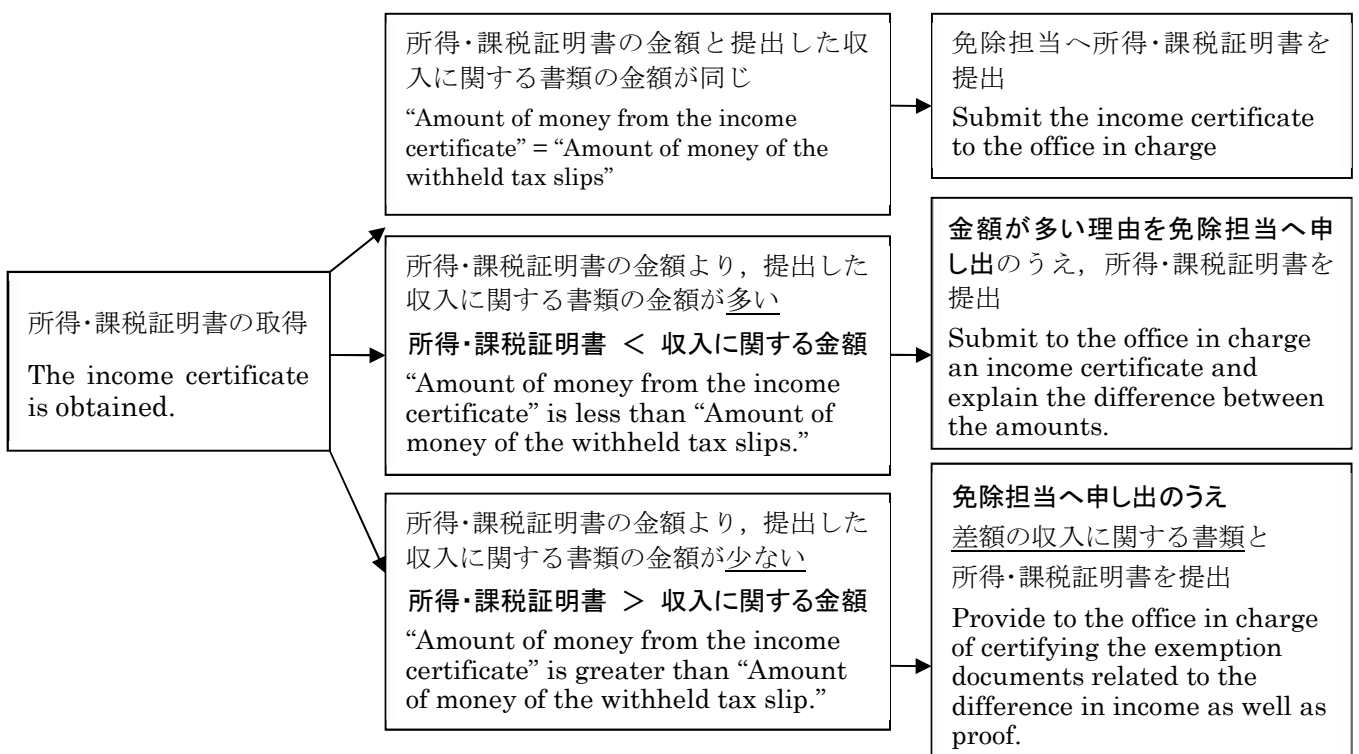 所得・課税証明書の取得
The income certificate
is obtained.
所得・課税証明書の金額と提出した収
入に関する書類の金額が同じ
“Amount of money from the income
certificate” = “Amount of money of the
withheld tax slips”
免除担当へ所得・課税証明書を
提出
Submit the income certificate
to the office in charge
所得・課税証明書の金額より，提出した
収入に関する書類の金額が多い
所得・課税証明書 ＜ 収入に関する金額
“Amount of money from the income
certificate” is less than “Amount of
money of the withheld tax slips.”
金額が多い理由を免除担当へ申
し出のうえ，所得・課税証明書を
提出
Submit to the office in charge
an income certificate and
explain the difference between
the amounts.
所得・課税証明書の金額より，提出した
収入に関する書類の金額が少ない
所得・課税証明書 ＞ 収入に関する金額
“Amount of money from the income
certificate” is greater than “Amount
of money of the withheld tax slip.”
免除担当へ申し出のうえ
差額の収入に関する書類と
所得・課税証明書を提出
Provide to the office in charge
of certifying the exemption
documents related to the
difference in income as well as
proof.